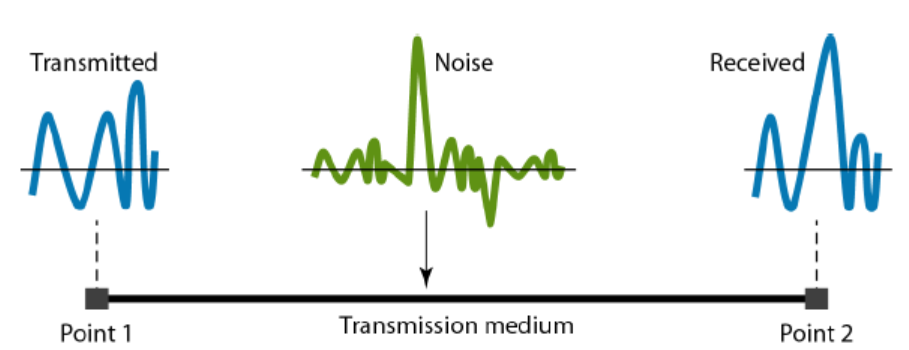 Transmitted
Noise
Received
Point 1
Transmission medium
Point 2